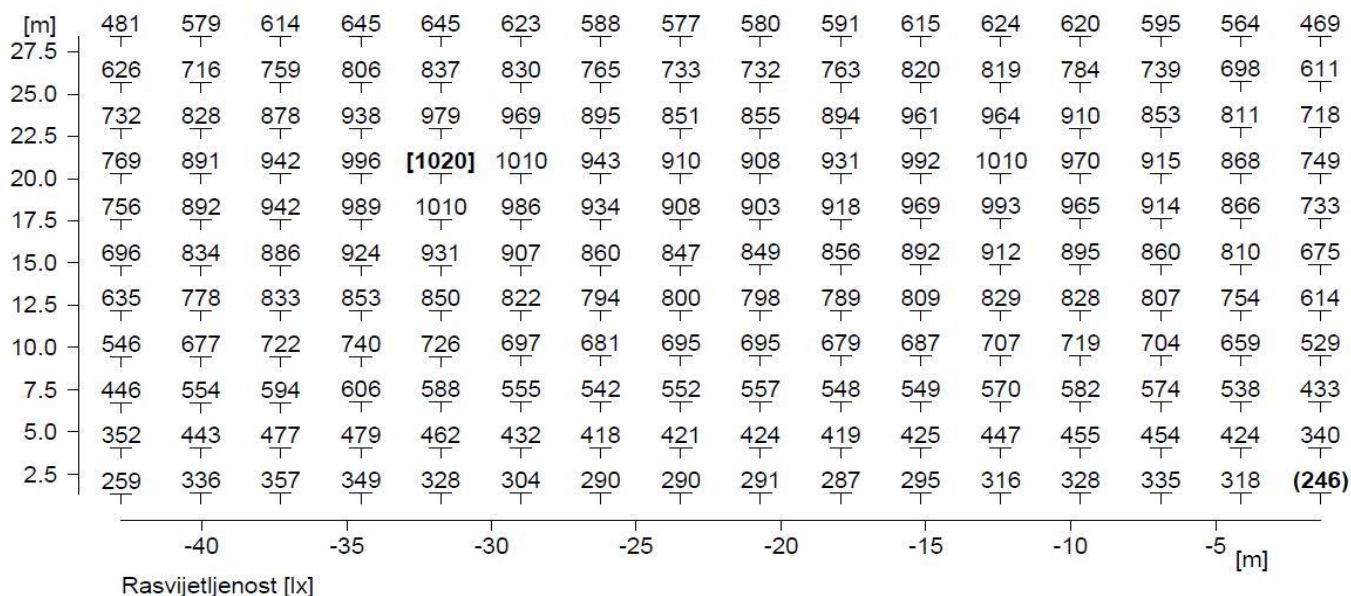 [m] 481 579 614 645 645 623 588 577 580 591 615 624 620 595 564 469
27.5
626 716 759 806 837 830 765 733 732 763 820 819 784 739 698 611
25.0
732 828 878 938 979 969 895 851 855 894 961 964 910 853 811 718
22.5
769 891 942 996 [1020] 1010 943 910 908 931 992 1010 970 915 868 749
20.0
756 892 942 989 1010 986 934 908 903 918 969 993 965 914 866 733
17.5
696 834 886 924 931 907 860 847 849 856 892 912 895 860 810 675
15.0
635 778 833 853 850 822 794 800 798 789 809 829 828 807 754 614
12.5
10.0 546 677 722 740 726 697 681 695 695 679 687 707 719 704 659 529
7.5 446 554 594 606 588 555 542 552 557 548 549 570 582 574 538 433
5.0 352 443 477 479 462 432 418 421 424 419 425 447 455 454 424 340
2.5 259 336 357 349 328 304 290 290 291 287 295 316 328 335 318 (246)
-40 -35 -30 -25 -20 -15 -10 -5 [m]
Rasvijetljenost [lx]